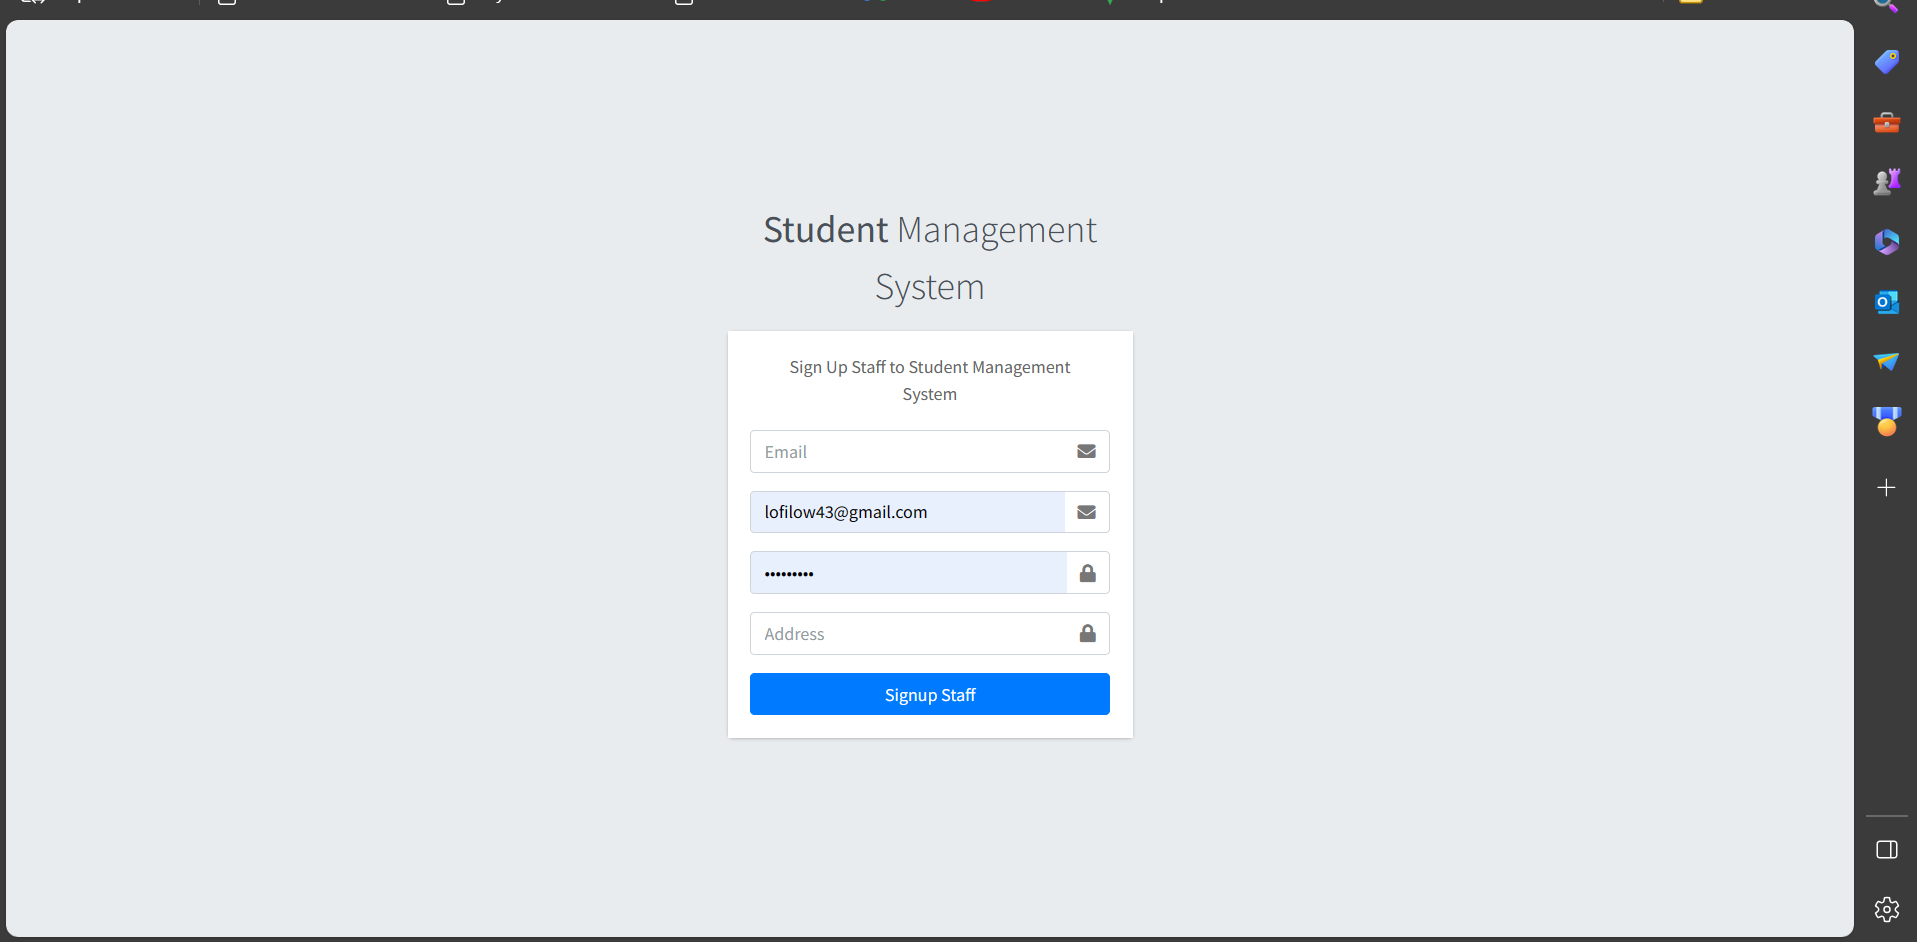 Student Management
System
Sign Up Staff to Student Management
System
Email
lofilow43@gmail.com
•••••••••
Address
Signup Staff